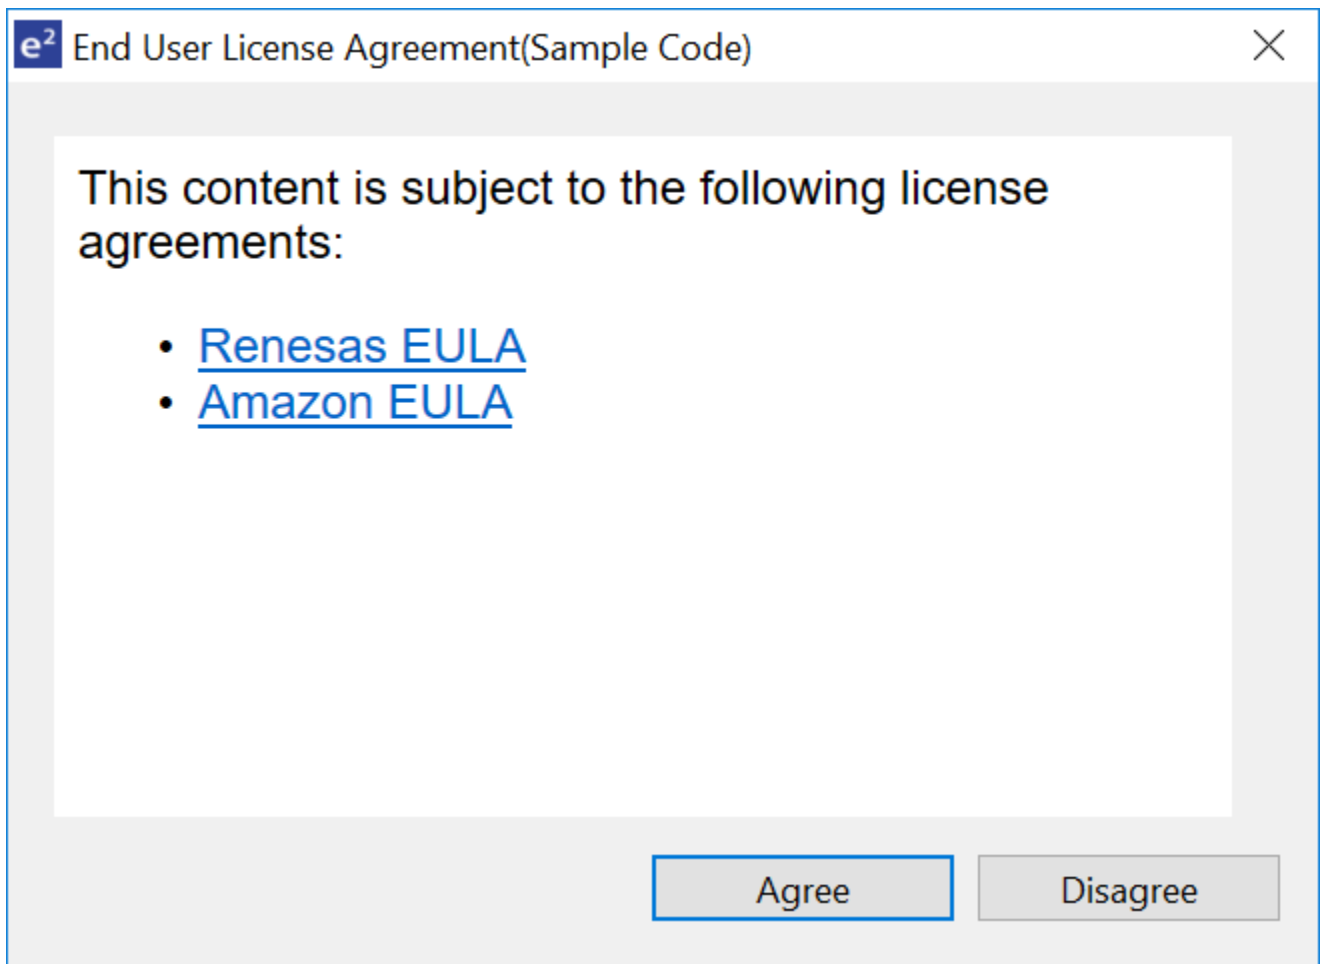 e² End User License Agreement(Sample Code)
This content is subject to the following license
agreements:
• Renesas EULA
• Amazon EULA
Agree Disagree